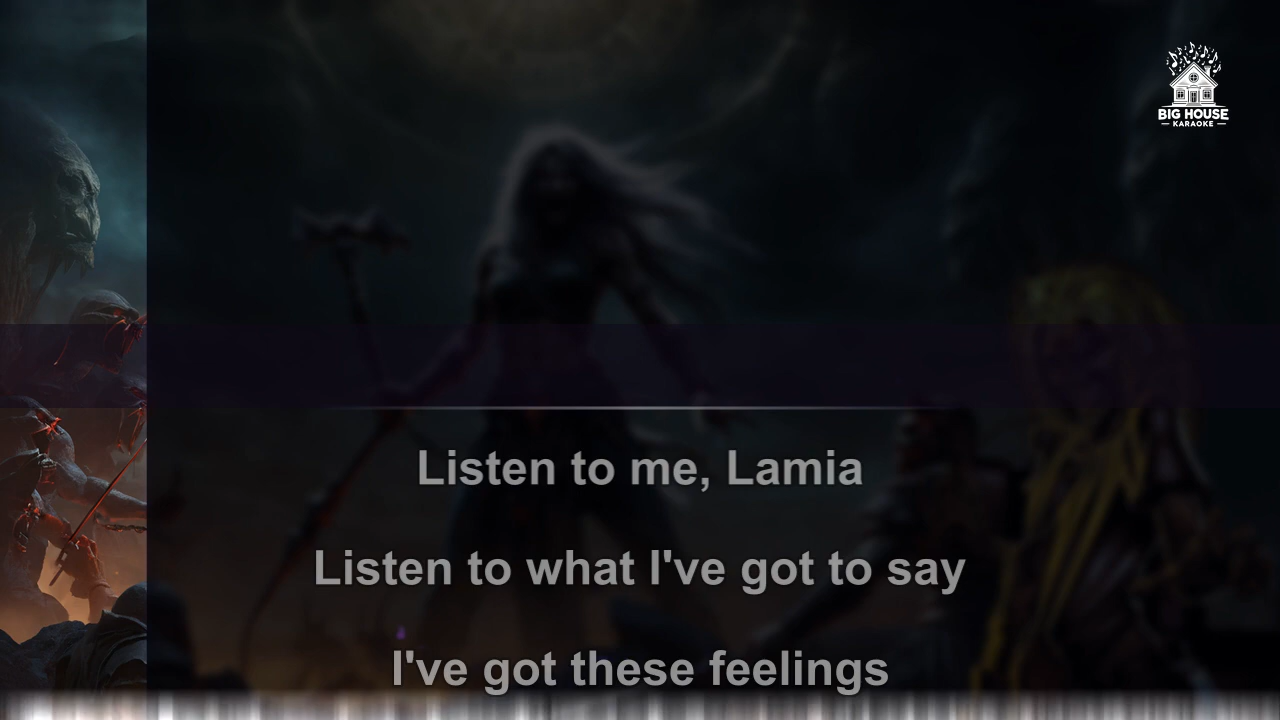 BIG HOUSE
KARAOKE
Listen to me, Lamia
Listen to what I've got to say
I've got these feelings